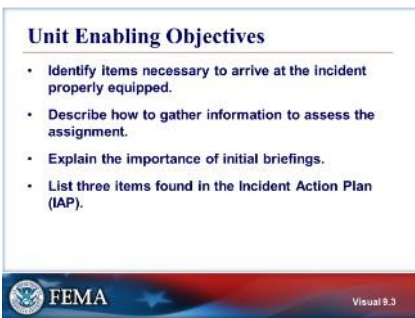 Unit Enabling Objectives
• Identify items necessary to arrive at the incident
properly equipped.
• Describe how to gather information to assess the
assignment.
• Explain the importance of initial briefings.
• List three items found in the Incident Action Plan
(IAP).
FEMA
Visual 9.3